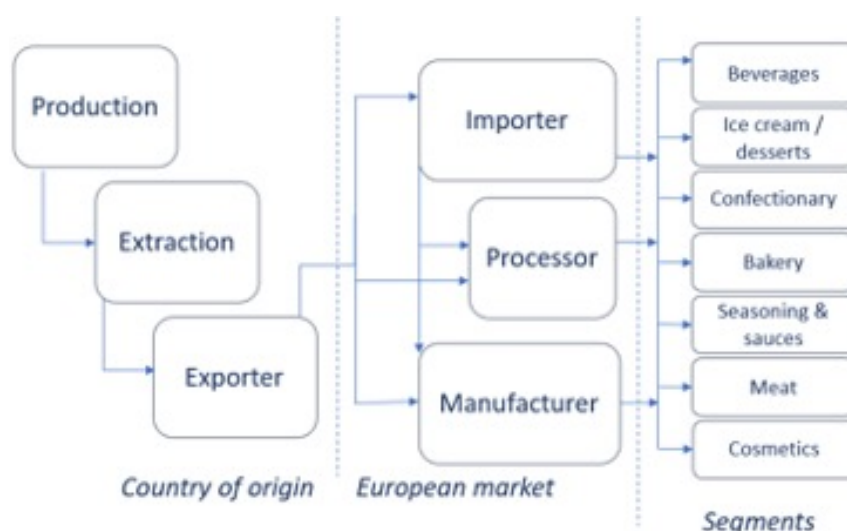 Production
Extraction
Exporter
Country of origin
Importer
Processor
Manufacturer
European market
Beverages
Ice cream /
desserts
Confectionary
Bakery
Seasoning &
sauces
Meat
Cosmetics
Segments